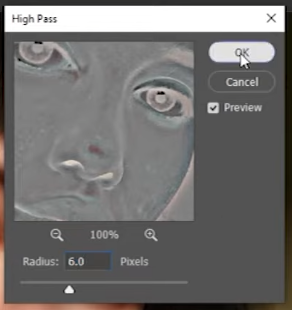 High Pass
OK
Cancel
Preview
100%
Radius: 6.0 Pixels